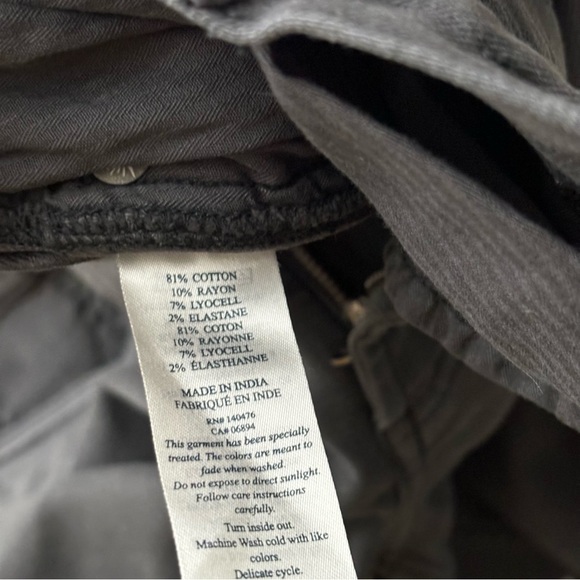 81% COTTON
10% RAYON
7% LYOCELL
2% ELASTANE
81% COTON
10% RAYONNE
7% LYOCELL
2% ÉLASTHANNE
MADE IN INDIA
FABRIQUÉ EN INDE
RN# 140476
CA# 06894
This garment has been specially
treated. The colors are meant to
fade when washed.
Do not expose to direct sunlight.
Follow care instructions
carefully.
Turn inside out.
Machine Wash cold with like
colors.
Delicate cycle.